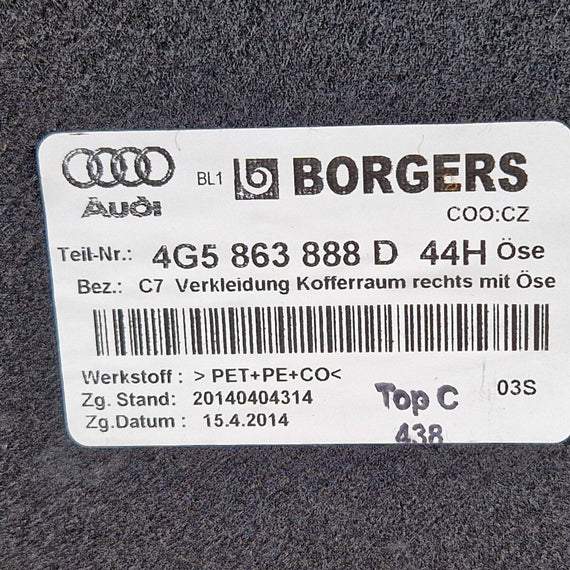 Audi
BL1 BORGERS
COO:CZ
Teil-Nr.: 4G5 863 888 D 44H Öse
Bez.: C7 Verkleidung Kofferraum rechts mit Öse
Werkstoff : > PET+PE+CO<
Zg. Stand: 20140404314
Zg.Datum : 15.4.2014
Top C 03S
438